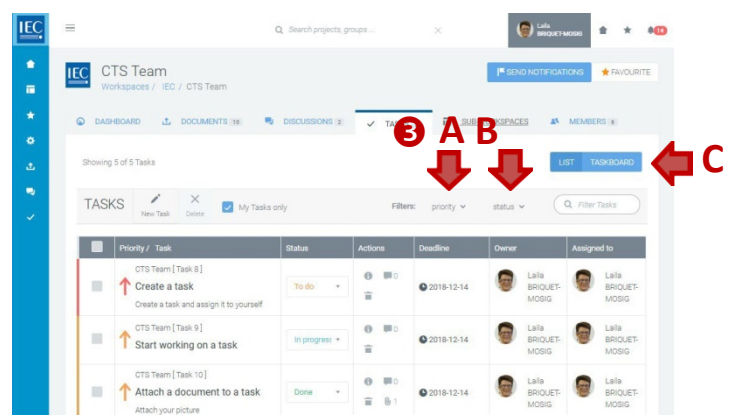 IEC
Search projects, groups ...
Laila
BRIQUET-MOSIG
14
IEC
CTS Team
Workspaces / IEC / CTS Team
SEND NOTIFICATIONS
FAVOURITE
DASHBOARD
DOCUMENTS 10
DISCUSSIONS 2
MEMBERS 6
3 A B
Showing 5 of 5 Tasks
LIST TASKBOARD
C
TASKS
New Task
Delete
My Tasks only
Filters: priority status
Filter Tasks
Priority / Task Status Actions Deadline Owner Assigned to
CTS Team [ Task 8 ]
Create a task
Create a task and assign it to yourself
To do
0
2018-12-14
Laila
BRIQUET-
MOSIG
Laila
BRIQUET-
MOSIG
CTS Team [ Task 9 ]
Start working on a task
In progress
0
2018-12-14
Laila
BRIQUET-
MOSIG
Laila
BRIQUET-
MOSIG
CTS Team [ Task 10 ]
Attach a document to a task
Attach your picture
Done
0
1
2018-12-14
Laila
BRIQUET-
MOSIG
Laila
BRIQUET-
MOSIG